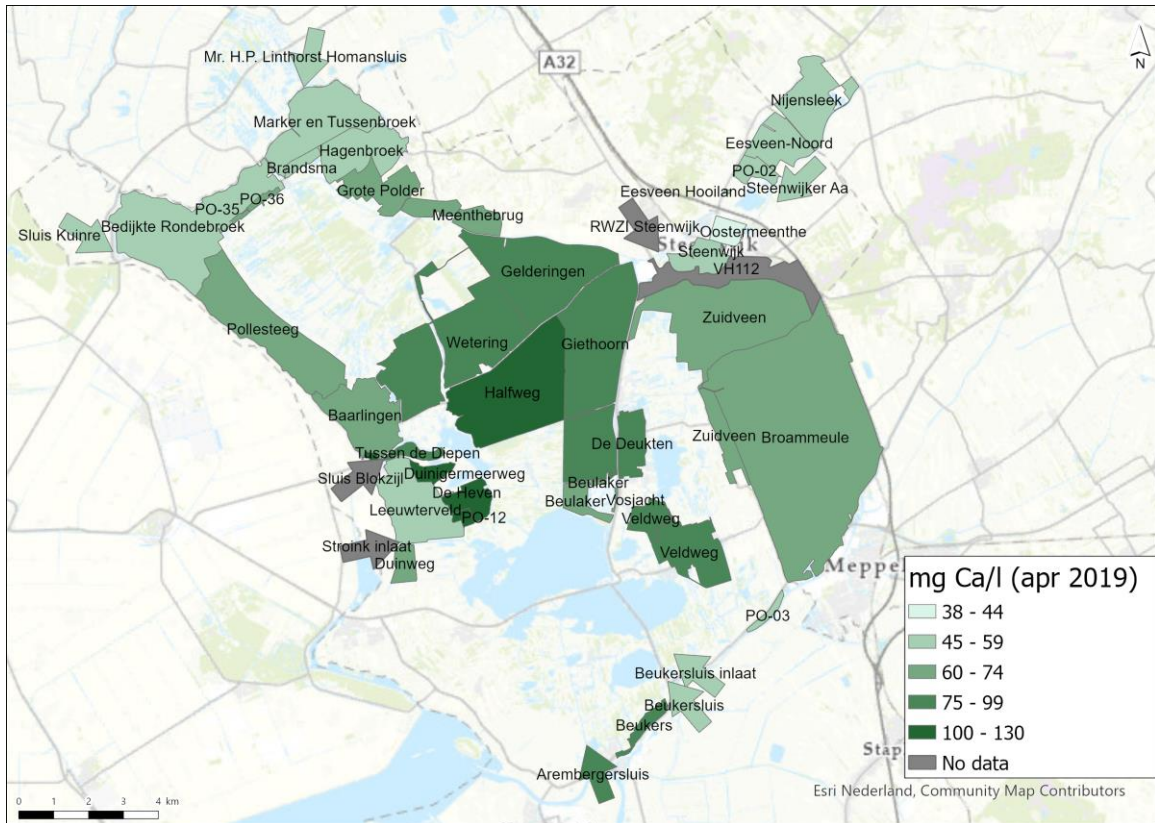 Mr. H.P. Linthorst Homansluis
A32
N
Marker en Tussenbroek
Nijensleek
Hagenbroek
Eesveen-Noord
Brandsma
PO-02
PO-36
Grote Polder
Eesveen Hooiland
Steenwijker Aa
PO-35
Meenthebrug
Sluis Kuinre
Bedijkte Rondebroek
RWZI Steenwijk
Oostermeenthe
Steenwijk
VH112
Gelderingen
Pollesteeg
Wetering
Giethoorn
Zuidveen
Halfweg
Baarlingen
De Deukten
Zuidveen
Broammeule
Tussen de Diepen
Sluis Blokzijl
Duinigermeerweg
De Heven
Beulaker
Leeuwterveld
Beulaker
Vosjacht
PO-12
Veldweg
Stroink inlaat
Veldweg
Duinweg
Meppel
PO-03
Beukersluis inlaat
Beukersluis
Beukers
Arembergersluis
Stap
mg Ca/l (apr 2019)
38 - 44
45 - 59
60 - 74
75 - 99
100 - 130
No data
Esri Nederland, Community Map Contributors
0 1 2 3 4 km